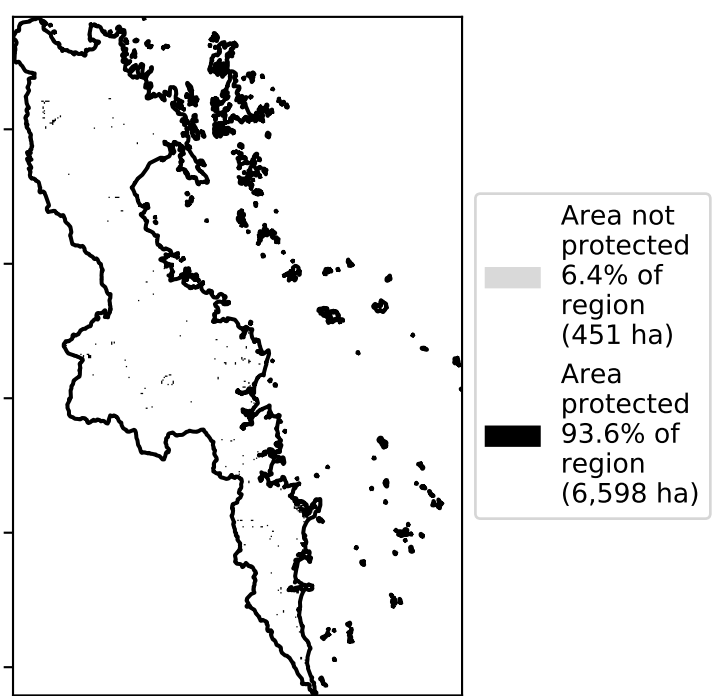 Area not
protected
6.4% of
region
(451 ha)
Area
protected
93.6% of
region
(6,598 ha)